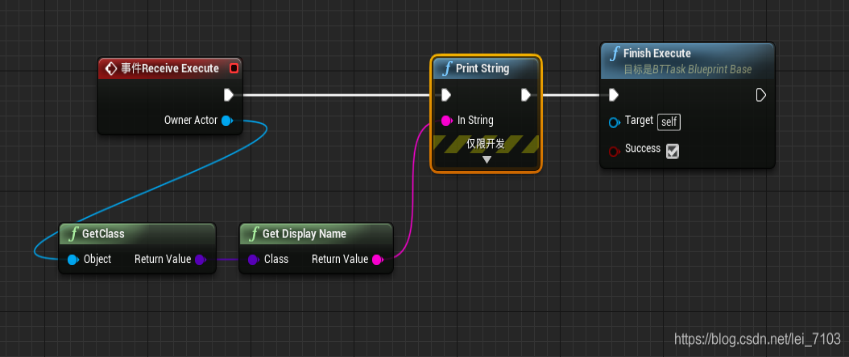 事件Receive Execute
Owner Actor
f Print String
In String
仅限开发
f Finish Execute
目标是BTTask Blueprint Base
Target self
Success
f GetClass
Object Return Value
f Get Display Name
Class Return Value
https://blog.csdn.net/lei_7103